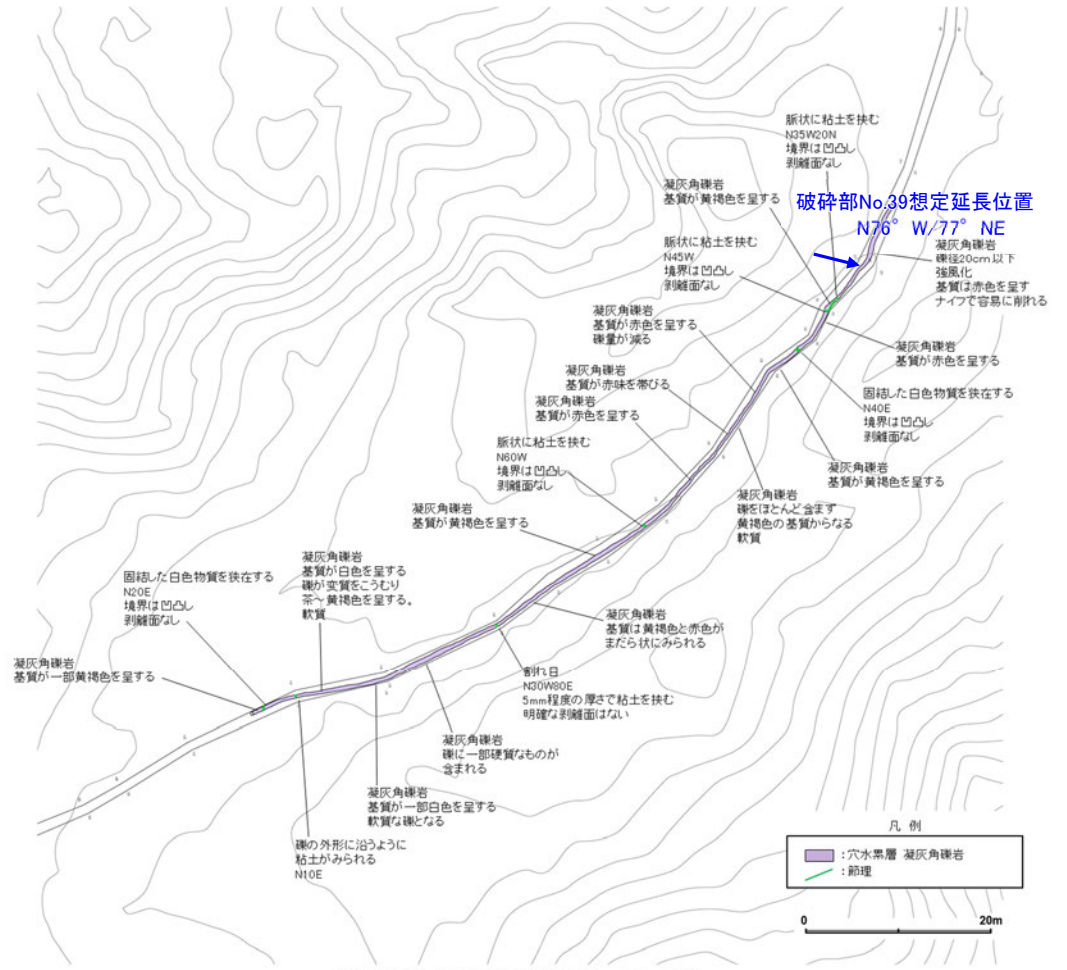 脈状に粘土を挟む
N35W20N
境界は凹凸し
剥離面なし
凝灰角礫岩
基質が黄褐色を呈する
破砕部No.39想定延長位置
N76°W/77°NE
脈状に粘土を挟む
N45W
境界は凹凸し
剥離面なし
凝灰角礫岩
礫径20cm以下
強風化
基質は赤色を呈す
ナイフで容易に削れる
凝灰角礫岩
基質が赤色を呈する
礫量が減る
凝灰角礫岩
基質が赤色を呈する
凝灰角礫岩
基質が赤味を帯びる
固結した白色物質を狭在する
N40E
境界は凹凸し
剥離面なし
凝灰角礫岩
基質が赤色を呈する
脈状に粘土を挟む
N60W
境界は凹凸し
剥離面なし
凝灰角礫岩
基質が黄褐色を呈する
凝灰角礫岩
礫をほとんど含まず
黄褐色の基質からなる
軟質
凝灰角礫岩
基質が黄褐色を呈する
凝灰角礫岩
基質が白色を呈する
礫が変質をこうむり
茶～黄褐色を呈する。
軟質
固結した白色物質を狭在する
N20E
境界は凹凸し
剥離面なし
凝灰角礫岩
基質は黄褐色と赤色が
まだら状にみられる
凝灰角礫岩
基質が一部黄褐色を呈する
割れ目
N30W80E
5mm程度の厚さで粘土を挟む
明確な剥離面はない
凝灰角礫岩
礫に一部硬質なものが
含まれる
凝灰角礫岩
基質が一部白色を呈する
軟質な礫となる
礫の外形に沿うように
粘土がみられる
N10E
凡 例
:穴水累層 凝灰角礫岩
:節理
0 20m